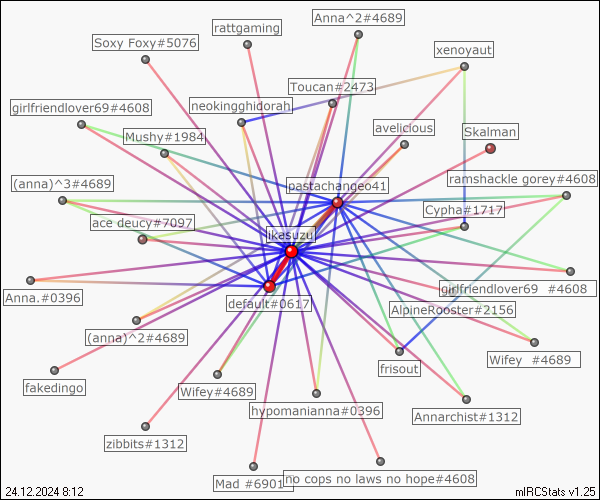 Anna^2#4689
rattgaming
Soxy Foxy#5076
xenoyaut
Toucan#2473
girlfriendlover69#4608
neokingghidorah
avelicious
Skalman
Mushy#1984
(anna)^3#4689
pastachangeo41
ramshackle gorey#4608
Cypha#1717
ace deucy#7097
ikesuzu
Anna.#0396
default#0617
girlfriendlover69 #4608
AlpineRooster#2156
(anna)^2#4689
Wifey #4689
frisout
fakedingo
Wifey#4689
hypomanianna#0396
Annarchist#1312
zibbits#1312
Mad #6901
no cops no laws no hope#4608
24.12.2024 8:12
mIRCStats v1.25